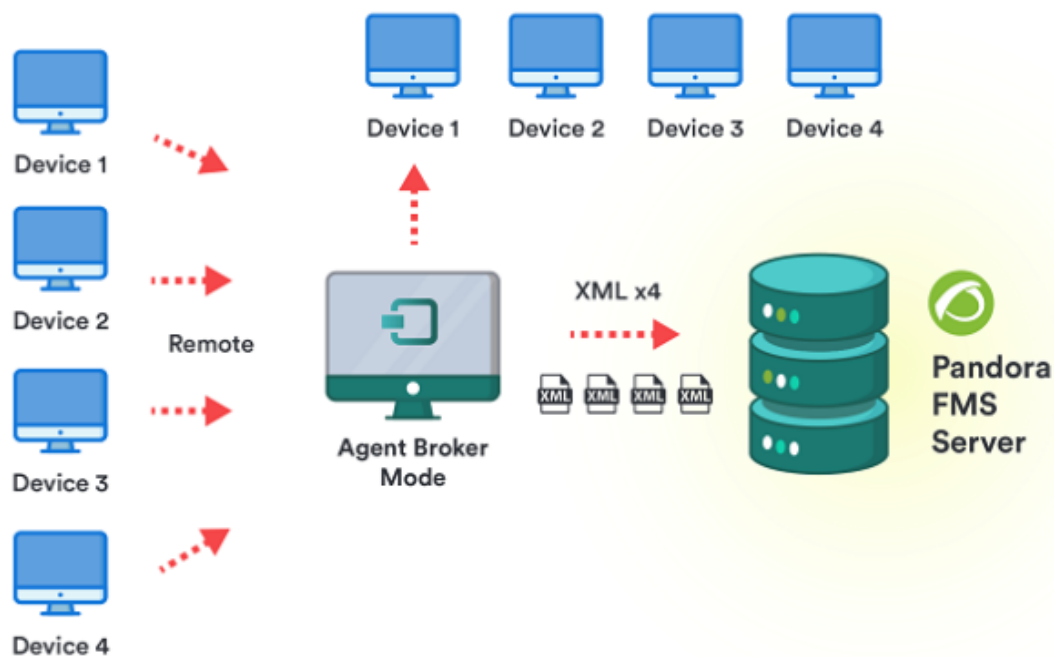 Device 1
Device 2
Device 3
Device 4
Device 1
Device 2
Remote
Device 3
Device 4
Agent Broker
Mode
XML x4
XML
XML
XML
XML
Pandora
FMS
Server